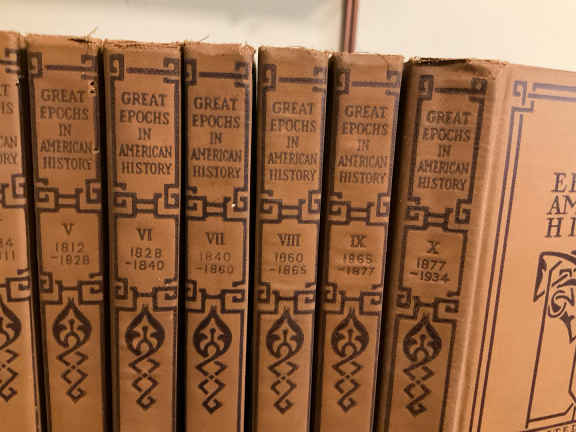 GREAT
EPOCHS
IN
AMERICAN
HISTORY
V
1812
-1828
GREAT
EPOCHS
IN
AMERICAN
HISTORY
VI
1828
-1840
GREAT
EPOCHS
IN
AMERICAN
HISTORY
VII
1840
-1860
GREAT
EPOCHS
IN
AMERICAN
HISTORY
VIII
1860
-1865
GREAT
EPOCHS
IN
AMERICAN
HISTORY
IX
1865
-1877
GREAT
EPOCHS
IN
AMERICAN
HISTORY
X
1877
-1934